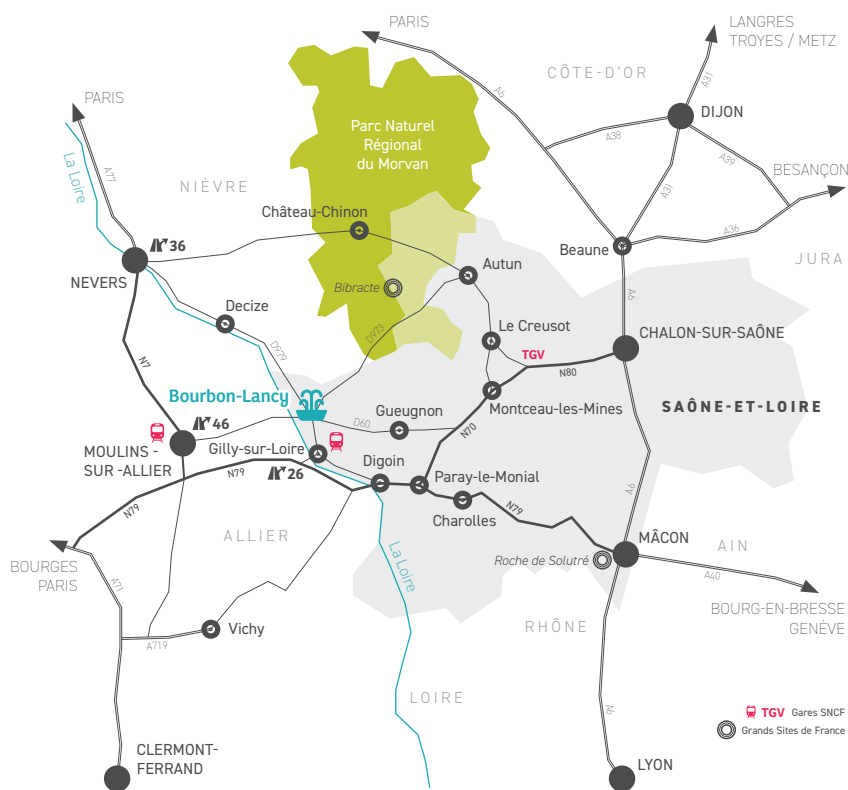 PARIS
LANGRES
TROYES / METZ
CÔTE-D'OR
A31
A6
PARIS
DIJON
Parc Naturel
Régional
du Morvan
A38
A39
La Loire
A77
BESANÇON
NIÈVRE
A31
Château-Chinon
A36
36
Beaune
JURA
Autun
NEVERS
Bibracte
A6
Decize
Le Creusot
CHALON-SUR-SAÔNE
D979
D973
TGV
N7
N80
Bourbon-Lancy
Montceau-les-Mines
SAÔNE-ET-LOIRE
Gueugnon
46
D60
N70
MOULINS -
SUR -ALLIER
Gilly-sur-Loire
Digoin
N79
26
Paray-le-Monial
A6
N79
Charolles
N79
ALLIER
MÂCON
AIN
La Loire
Roche de Solutré
BOURGES
PARIS
A71
A40
BOURG-EN-BRESSE
GENÈVE
RHÔNE
Vichy
A719
LOIRE
A6
TGV Gares SNCF
Grands Sites de France
CLERMONT-
FERRAND
LYON